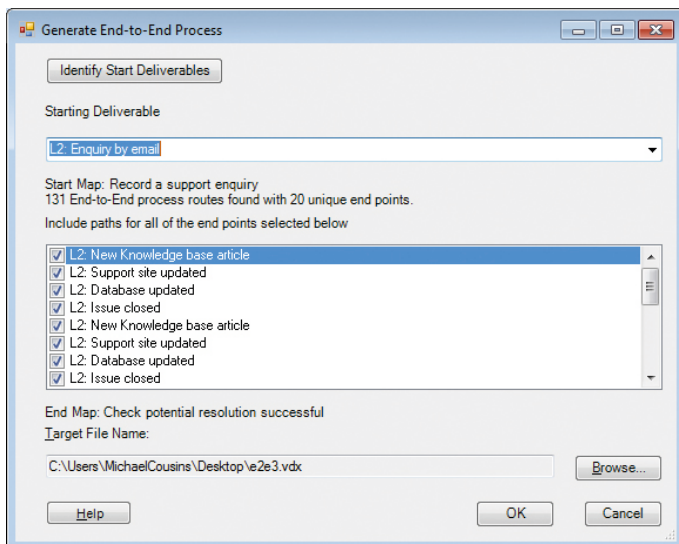 Generate End-to-End Process
Identify Start Deliverables
Starting Deliverable
L2: Enquiry by email
Start Map: Record a support enquiry
131 End-to-End process routes found with 20 unique end points.
Include paths for all of the end points selected below
L2: New Knowledge base article
L2: Support site updated
L2: Database updated
L2: Issue closed
L2: New Knowledge base article
L2: Support site updated
L2: Database updated
L2: Issue closed
End Map: Check potential resolution successful
Target File Name:
C:\Users\MichaelCousins\Desktop\e2e3.vdx
Browse...
Help
OK
Cancel